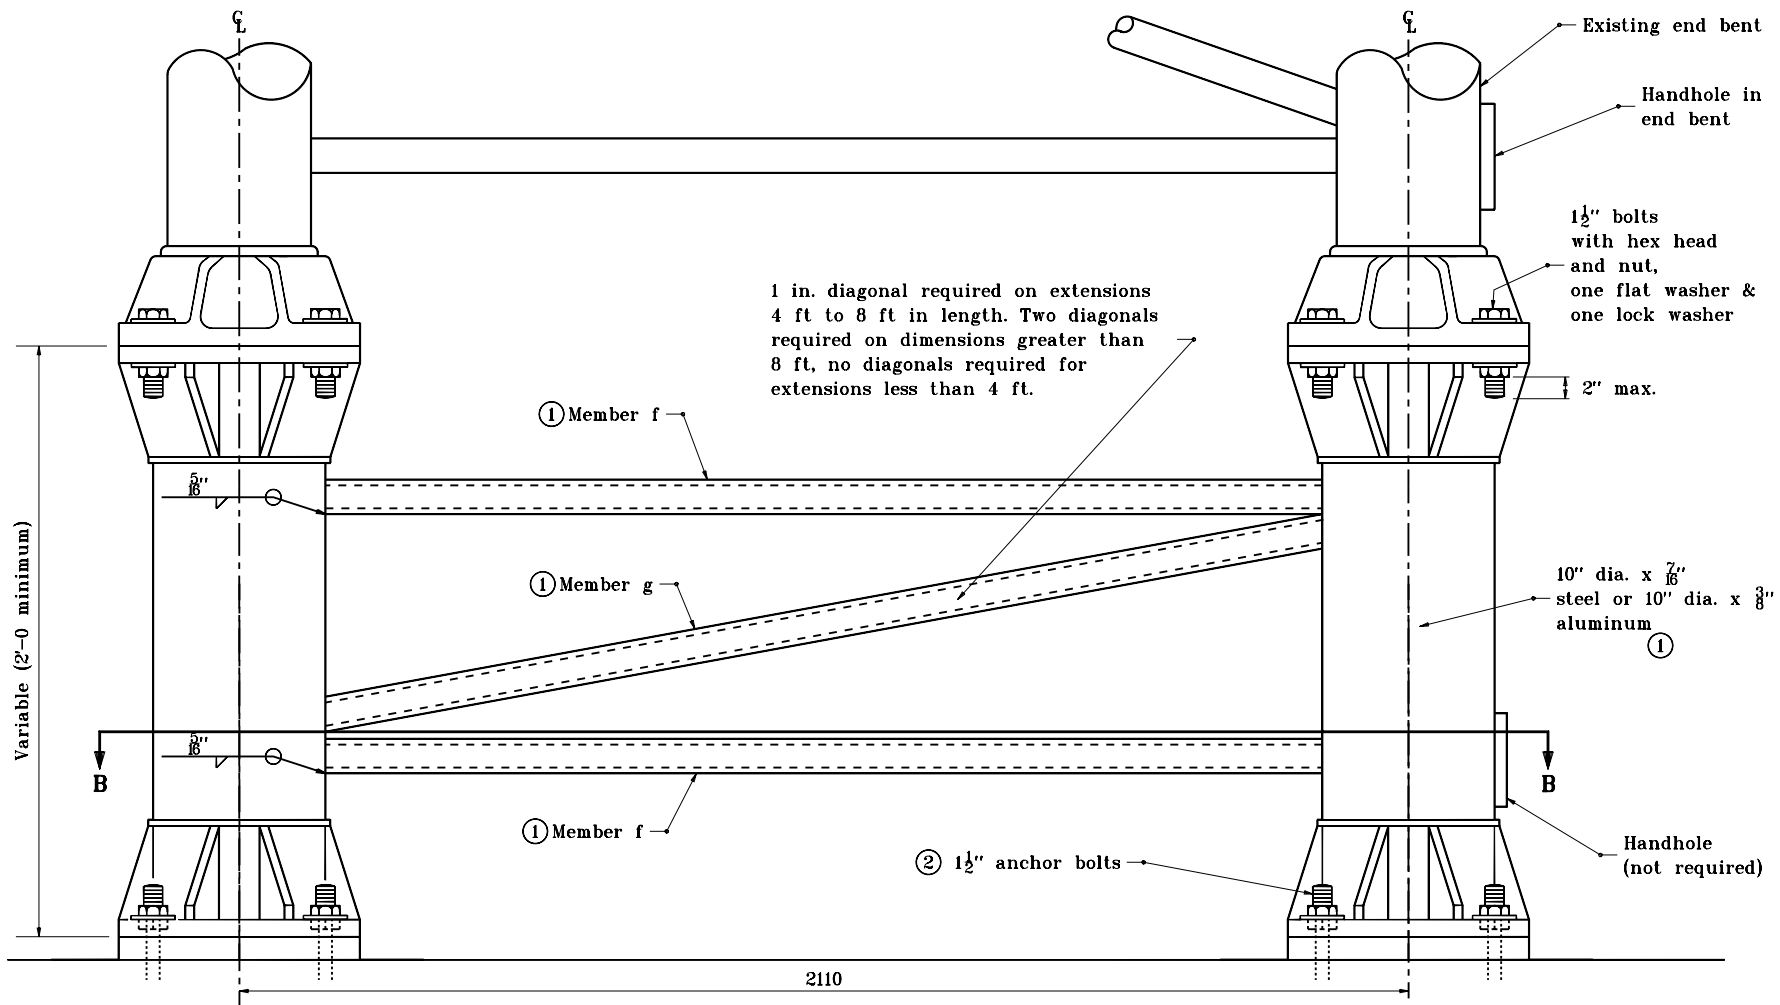 ℄
℄
Existing end bent
Handhole in
end bent
1 1/2" bolts
with hex head
and nut,
one flat washer &
one lock washer
1 in. diagonal required on extensions
4 ft to 8 ft in length. Two diagonals
required on dimensions greater than
8 ft, no diagonals required for
extensions less than 4 ft.
2" max.
① Member f
5/16"
Variable (2'-0 minimum)
① Member g
10" dia. x 7/16"
steel or 10" dia. x 3/8"
aluminum
①
5/16"
B
B
① Member f
② 1 1/2" anchor bolts
Handhole
(not required)
2110